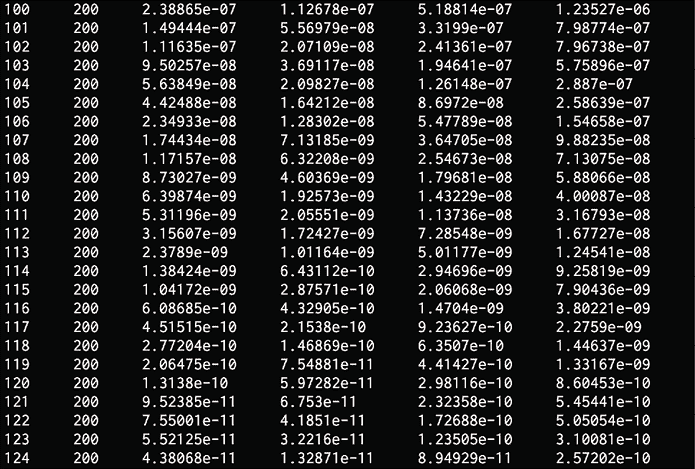 100 200 2.38865e-07 1.12678e-07 5.18814e-07 1.23527e-06
101 200 1.49444e-07 5.56979e-08 3.3199e-07 7.98774e-07
102 200 1.11635e-07 2.07109e-08 2.41361e-07 7.96738e-07
103 200 9.50257e-08 3.69117e-08 1.94641e-07 5.75896e-07
104 200 5.63849e-08 2.09827e-08 1.26148e-07 2.887e-07
105 200 4.42488e-08 1.64212e-08 8.6972e-08 2.58639e-07
106 200 2.34933e-08 1.28302e-08 5.47789e-08 1.54658e-07
107 200 1.74434e-08 7.13185e-09 3.64705e-08 9.88235e-08
108 200 1.17157e-08 6.32208e-09 2.54673e-08 7.13075e-08
109 200 8.73027e-09 4.60369e-09 1.79681e-08 5.88066e-08
110 200 6.39874e-09 1.92573e-09 1.43229e-08 4.00087e-08
111 200 5.31196e-09 2.05551e-09 1.13736e-08 3.16793e-08
112 200 3.15607e-09 1.72427e-09 7.28548e-09 1.67727e-08
113 200 2.3789e-09 1.01164e-09 5.01177e-09 1.24541e-08
114 200 1.38424e-09 6.43112e-10 2.94696e-09 9.25819e-09
115 200 1.04172e-09 2.87571e-10 2.06068e-09 7.90436e-09
116 200 6.08685e-10 4.32905e-10 1.4704e-09 3.80221e-09
117 200 4.51515e-10 2.1538e-10 9.23627e-10 2.2759e-09
118 200 2.77204e-10 1.46869e-10 6.3507e-10 1.44637e-09
119 200 2.06475e-10 7.54881e-11 4.41427e-10 1.33167e-09
120 200 1.3138e-10 5.97282e-11 2.98116e-10 8.60453e-10
121 200 9.52385e-11 6.753e-11 2.32358e-10 5.45441e-10
122 200 7.55001e-11 4.1851e-11 1.72688e-10 5.05054e-10
123 200 5.52125e-11 3.2216e-11 1.23505e-10 3.10081e-10
124 200 4.38068e-11 1.32871e-11 8.94929e-11 2.57202e-10